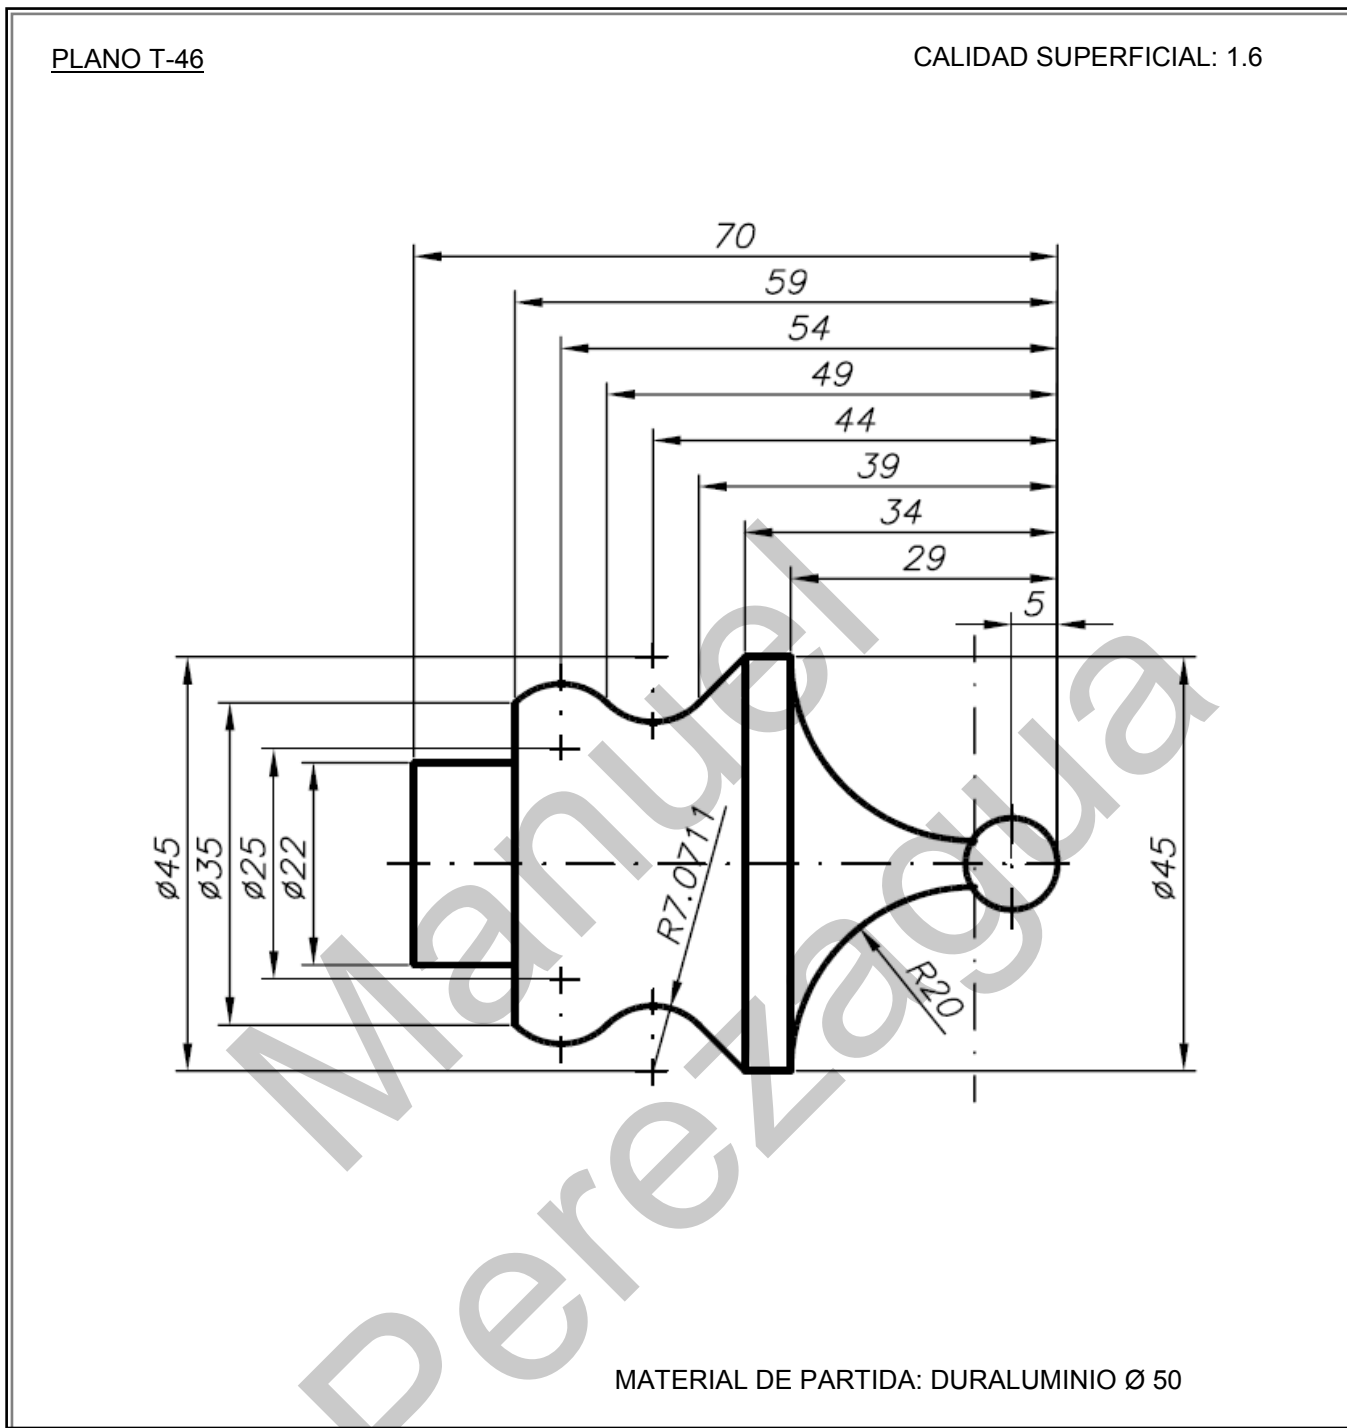 PLANO T-46
CALIDAD SUPERFICIAL: 1.6
70
59
54
49
44
39
34
29
5
ø45
ø35
ø25
ø22
R7.0711
R20
ø45
Manuel
Perezagua
MATERIAL DE PARTIDA: DURALUMINIO Ø 50